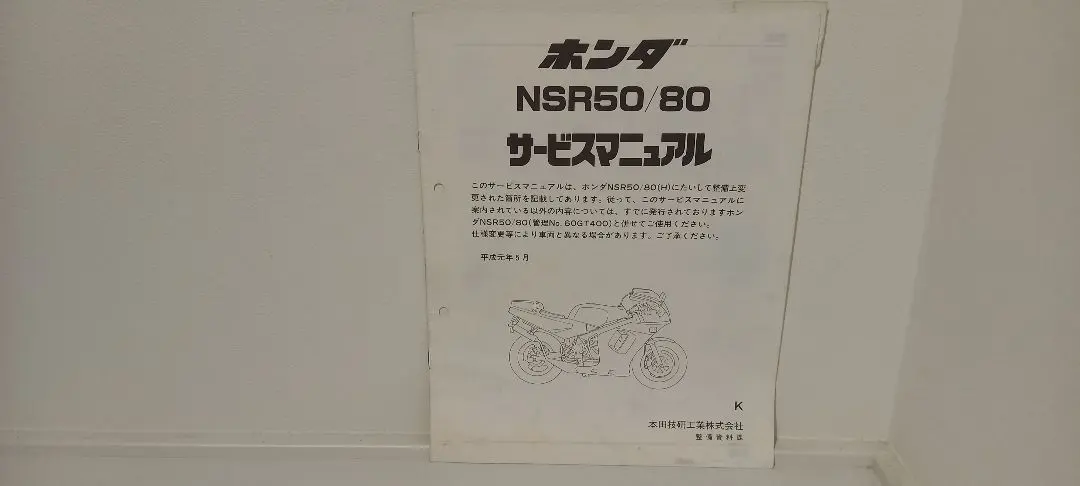 ホンダ
NSR50/80
サービスマニュアル
このサービスマニュアルは、ホンダNSR50/80(H)にたいして整備上変
更された箇所を記載してあります。従って、このサービスマニュアルに
案内されている以外の内容については、すでに発行されておりますホン
ダNSR50/80(管理No. 60GT400)と併せてご使用ください。
仕様変更等により車両と異なる場合があります。ご了承ください。
平成元年5月
K
本田技研工業株式会社
整備資料課